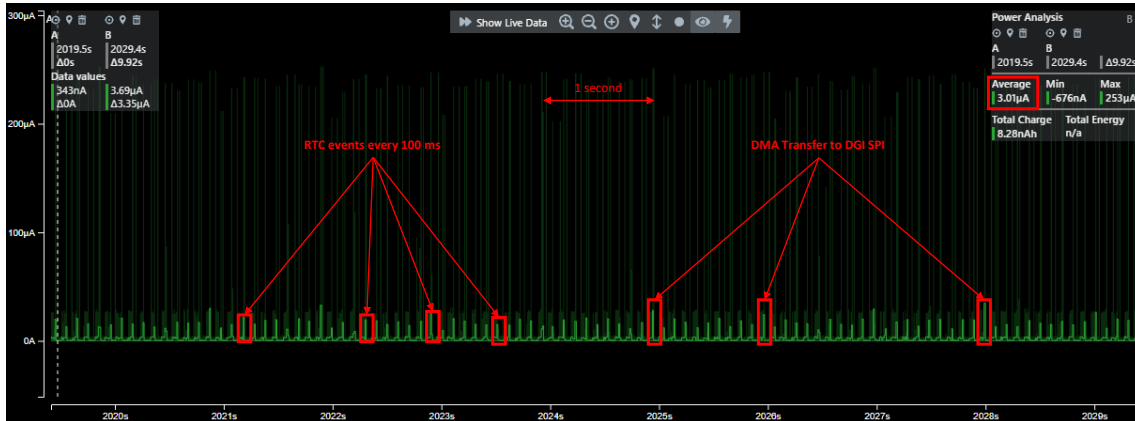 300µA
A
Show Live Data
A B
2019.5s 2029.4s
Δ0s Δ9.92s
Data values
343nA 3.69µA
Δ0A Δ3.35µA
Power Analysis B
A B
2019.5s 2029.4s Δ9.92s
Average Min Max
3.01µA -676nA 253µA
Total Charge Total Energy
8.28nAh n/a
1 second
200µA
RTC events every 100 ms
DMA Transfer to DGI SPI
100µA
0A
2020s 2021s 2022s 2023s 2024s 2025s 2026s 2027s 2028s 2029s